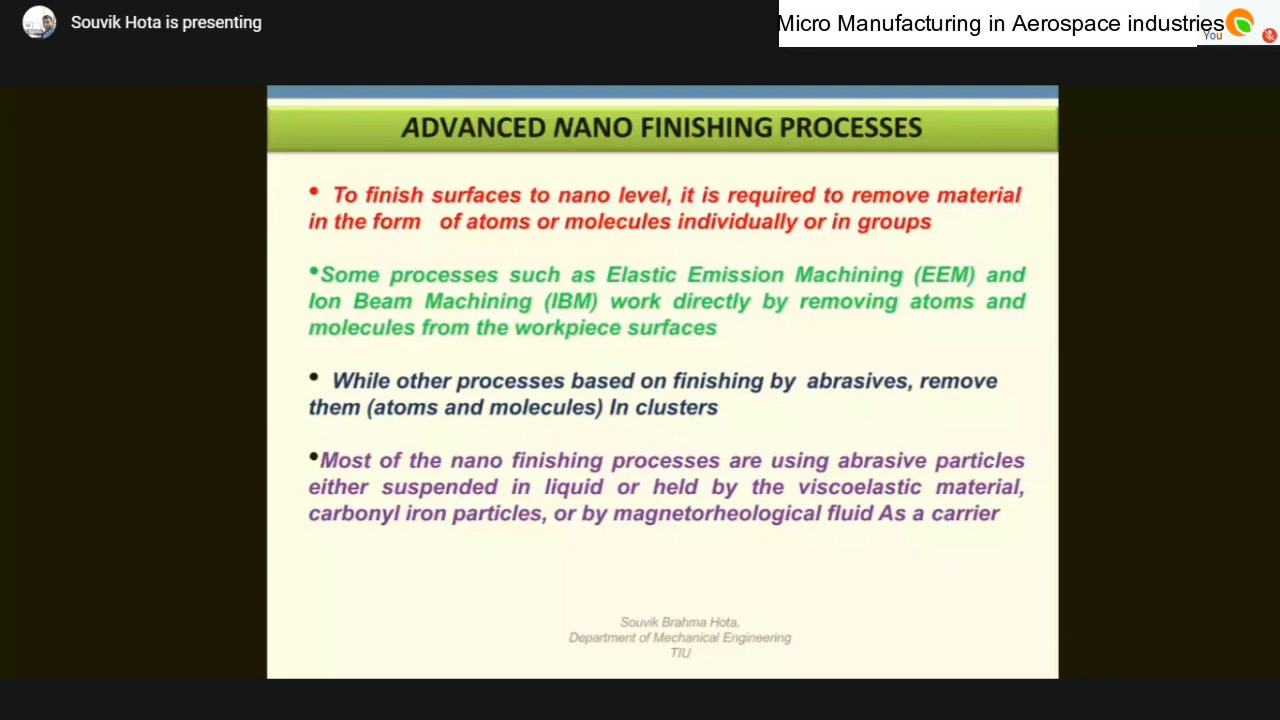 Souvik Hota is presenting
Micro Manufacturing in Aerospace industries
You
ADVANCED NANO FINISHING PROCESSES
• To finish surfaces to nano level, it is required to remove material
in the form of atoms or molecules individually or in groups
•Some processes such as Elastic Emission Machining (EEM) and
Ion Beam Machining (IBM) work directly by removing atoms and
molecules from the workpiece surfaces
• While other processes based on finishing by abrasives, remove
them (atoms and molecules) In clusters
•Most of the nano finishing processes are using abrasive particles
either suspended in liquid or held by the viscoelastic material,
carbonyl iron particles, or by magnetorheological fluid As a carrier
Souvik Brahma Hota,
Department of Mechanical Engineering
TIU